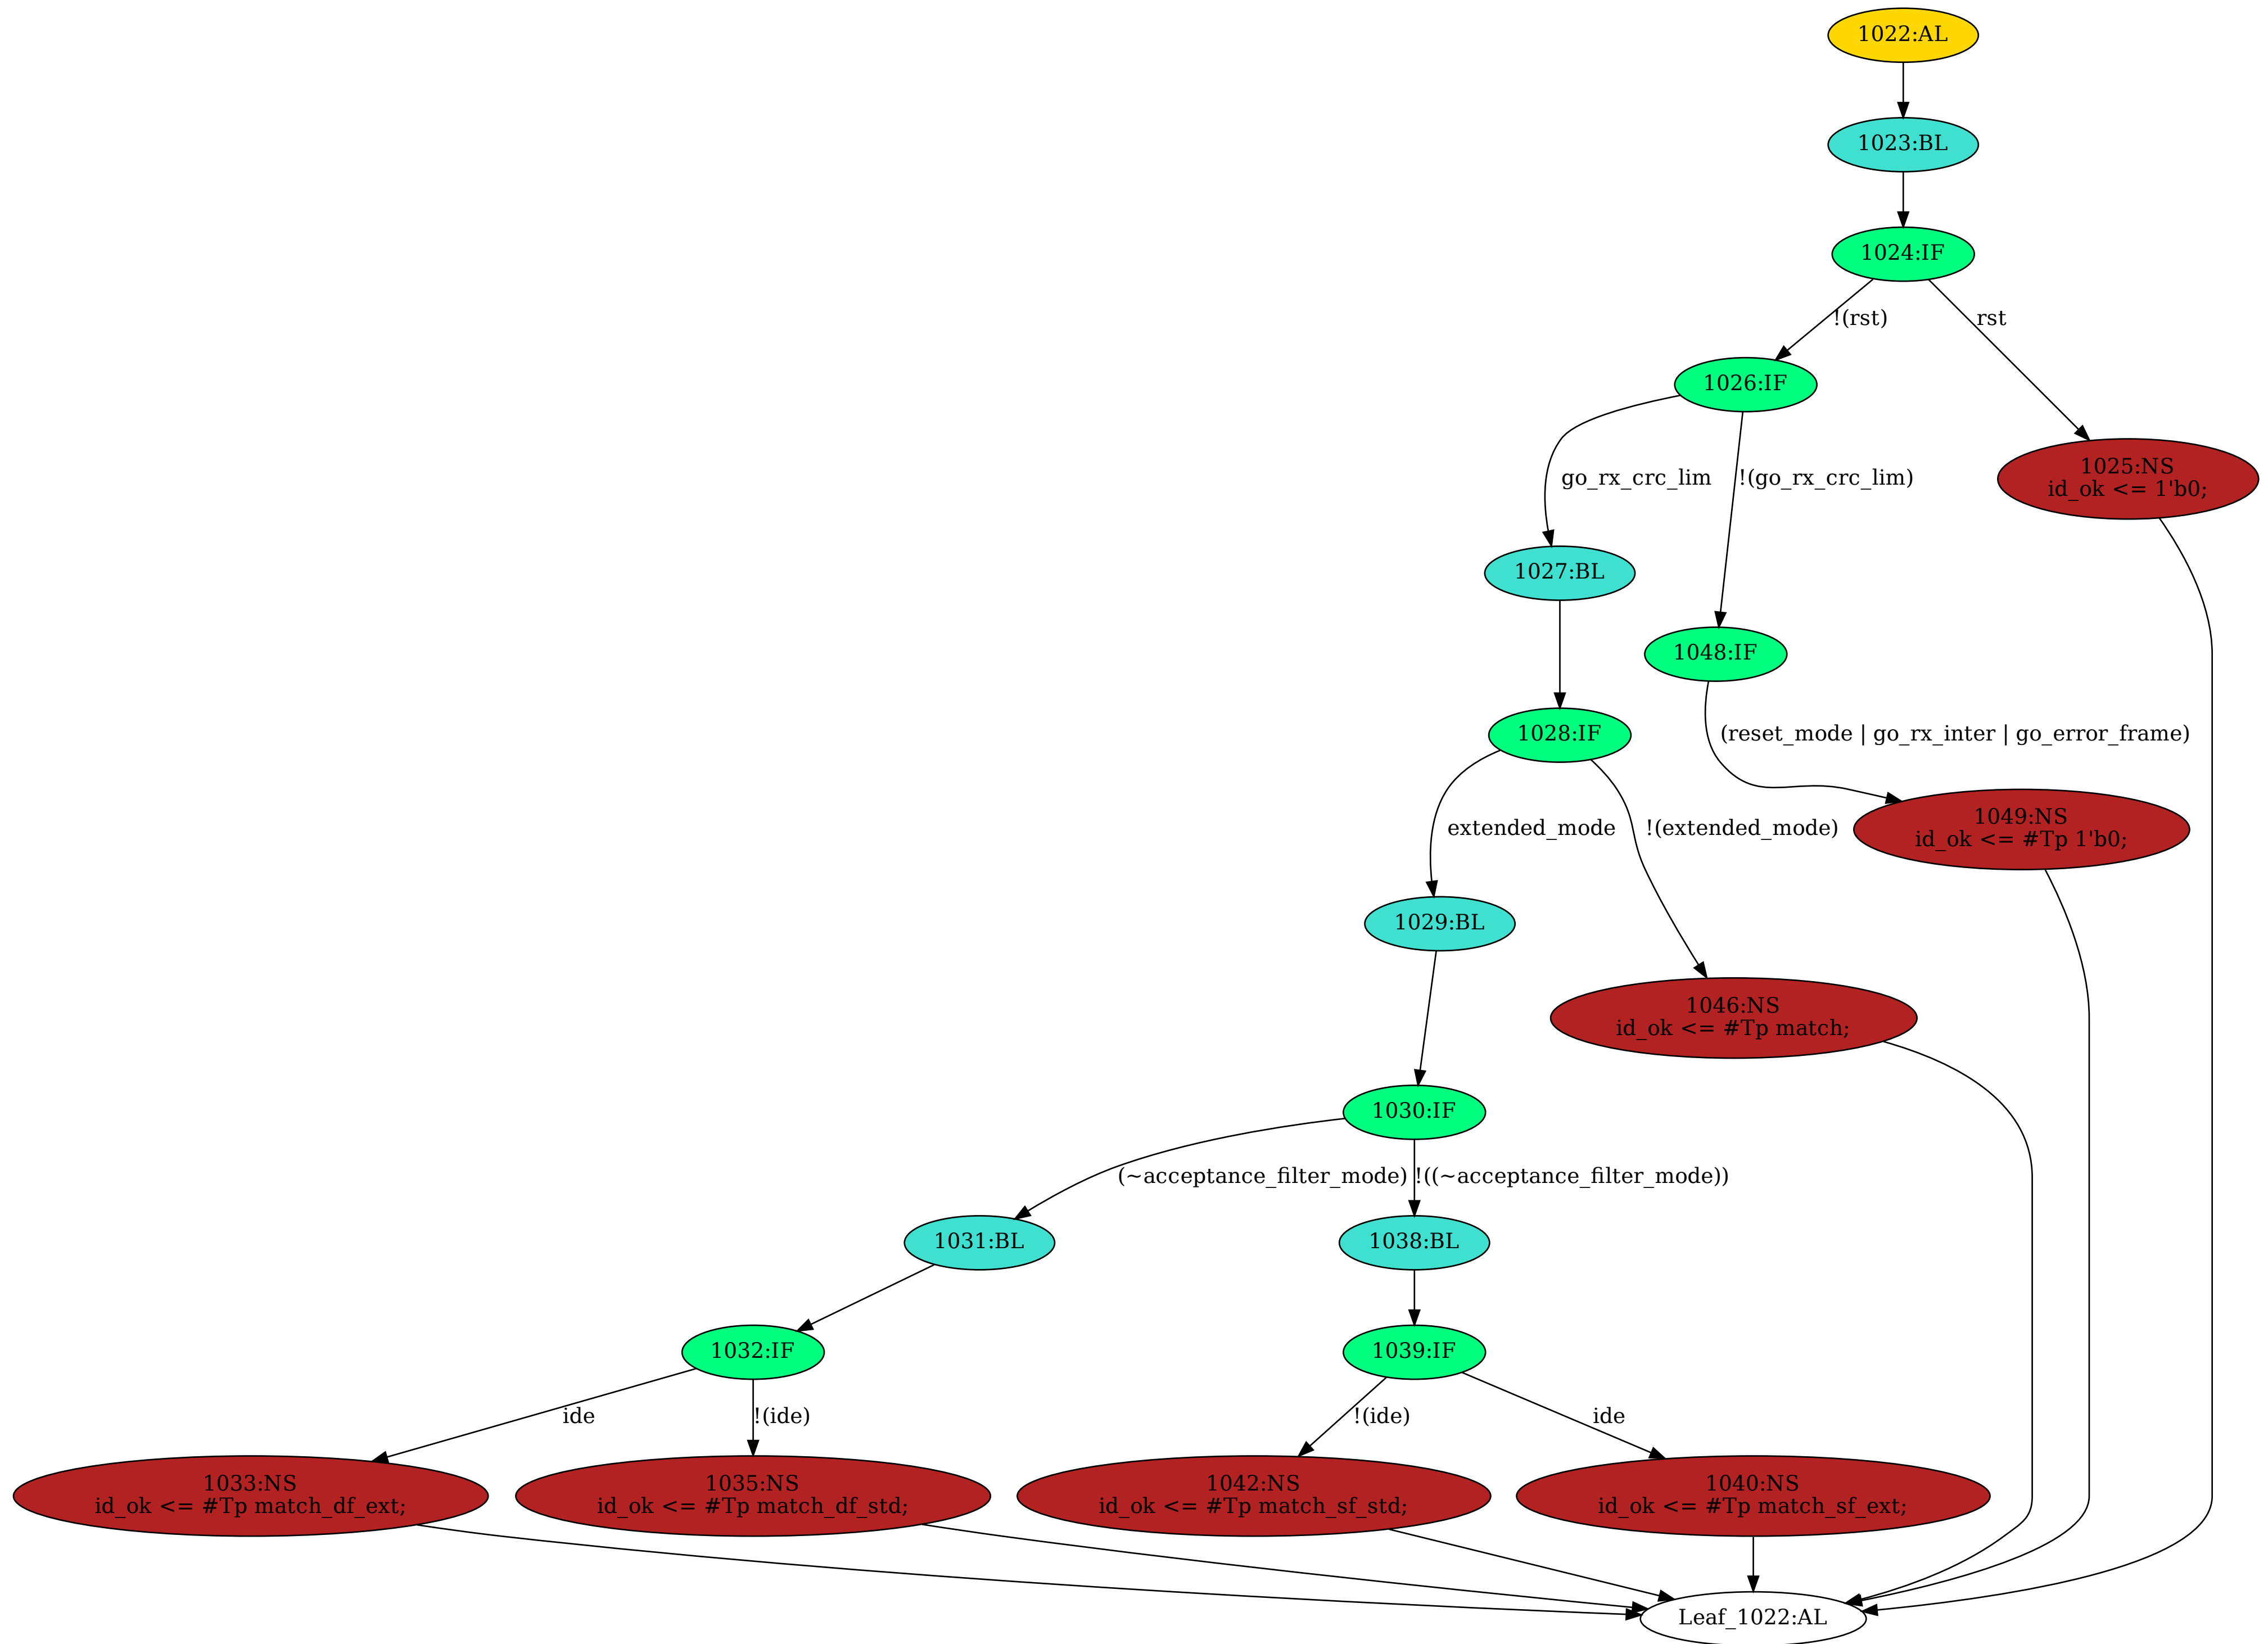 1022:AL
1023:BL
1024:IF
!(rst)
rst
1026:IF
1025:NS
id_ok <= 1'b0;
go_rx_crc_lim
!(go_rx_crc_lim)
1027:BL
1048:IF
1028:IF
(reset_mode | go_rx_inter | go_error_frame)
1049:NS
id_ok <= #Tp 1'b0;
extended_mode
!(extended_mode)
1029:BL
1046:NS
id_ok <= #Tp match;
1030:IF
(~acceptance_filter_mode)
!((~acceptance_filter_mode))
1031:BL
1038:BL
1032:IF
1039:IF
ide
!(ide)
!(ide)
ide
1033:NS
id_ok <= #Tp match_df_ext;
1035:NS
id_ok <= #Tp match_df_std;
1042:NS
id_ok <= #Tp match_sf_std;
1040:NS
id_ok <= #Tp match_sf_ext;
Leaf_1022:AL